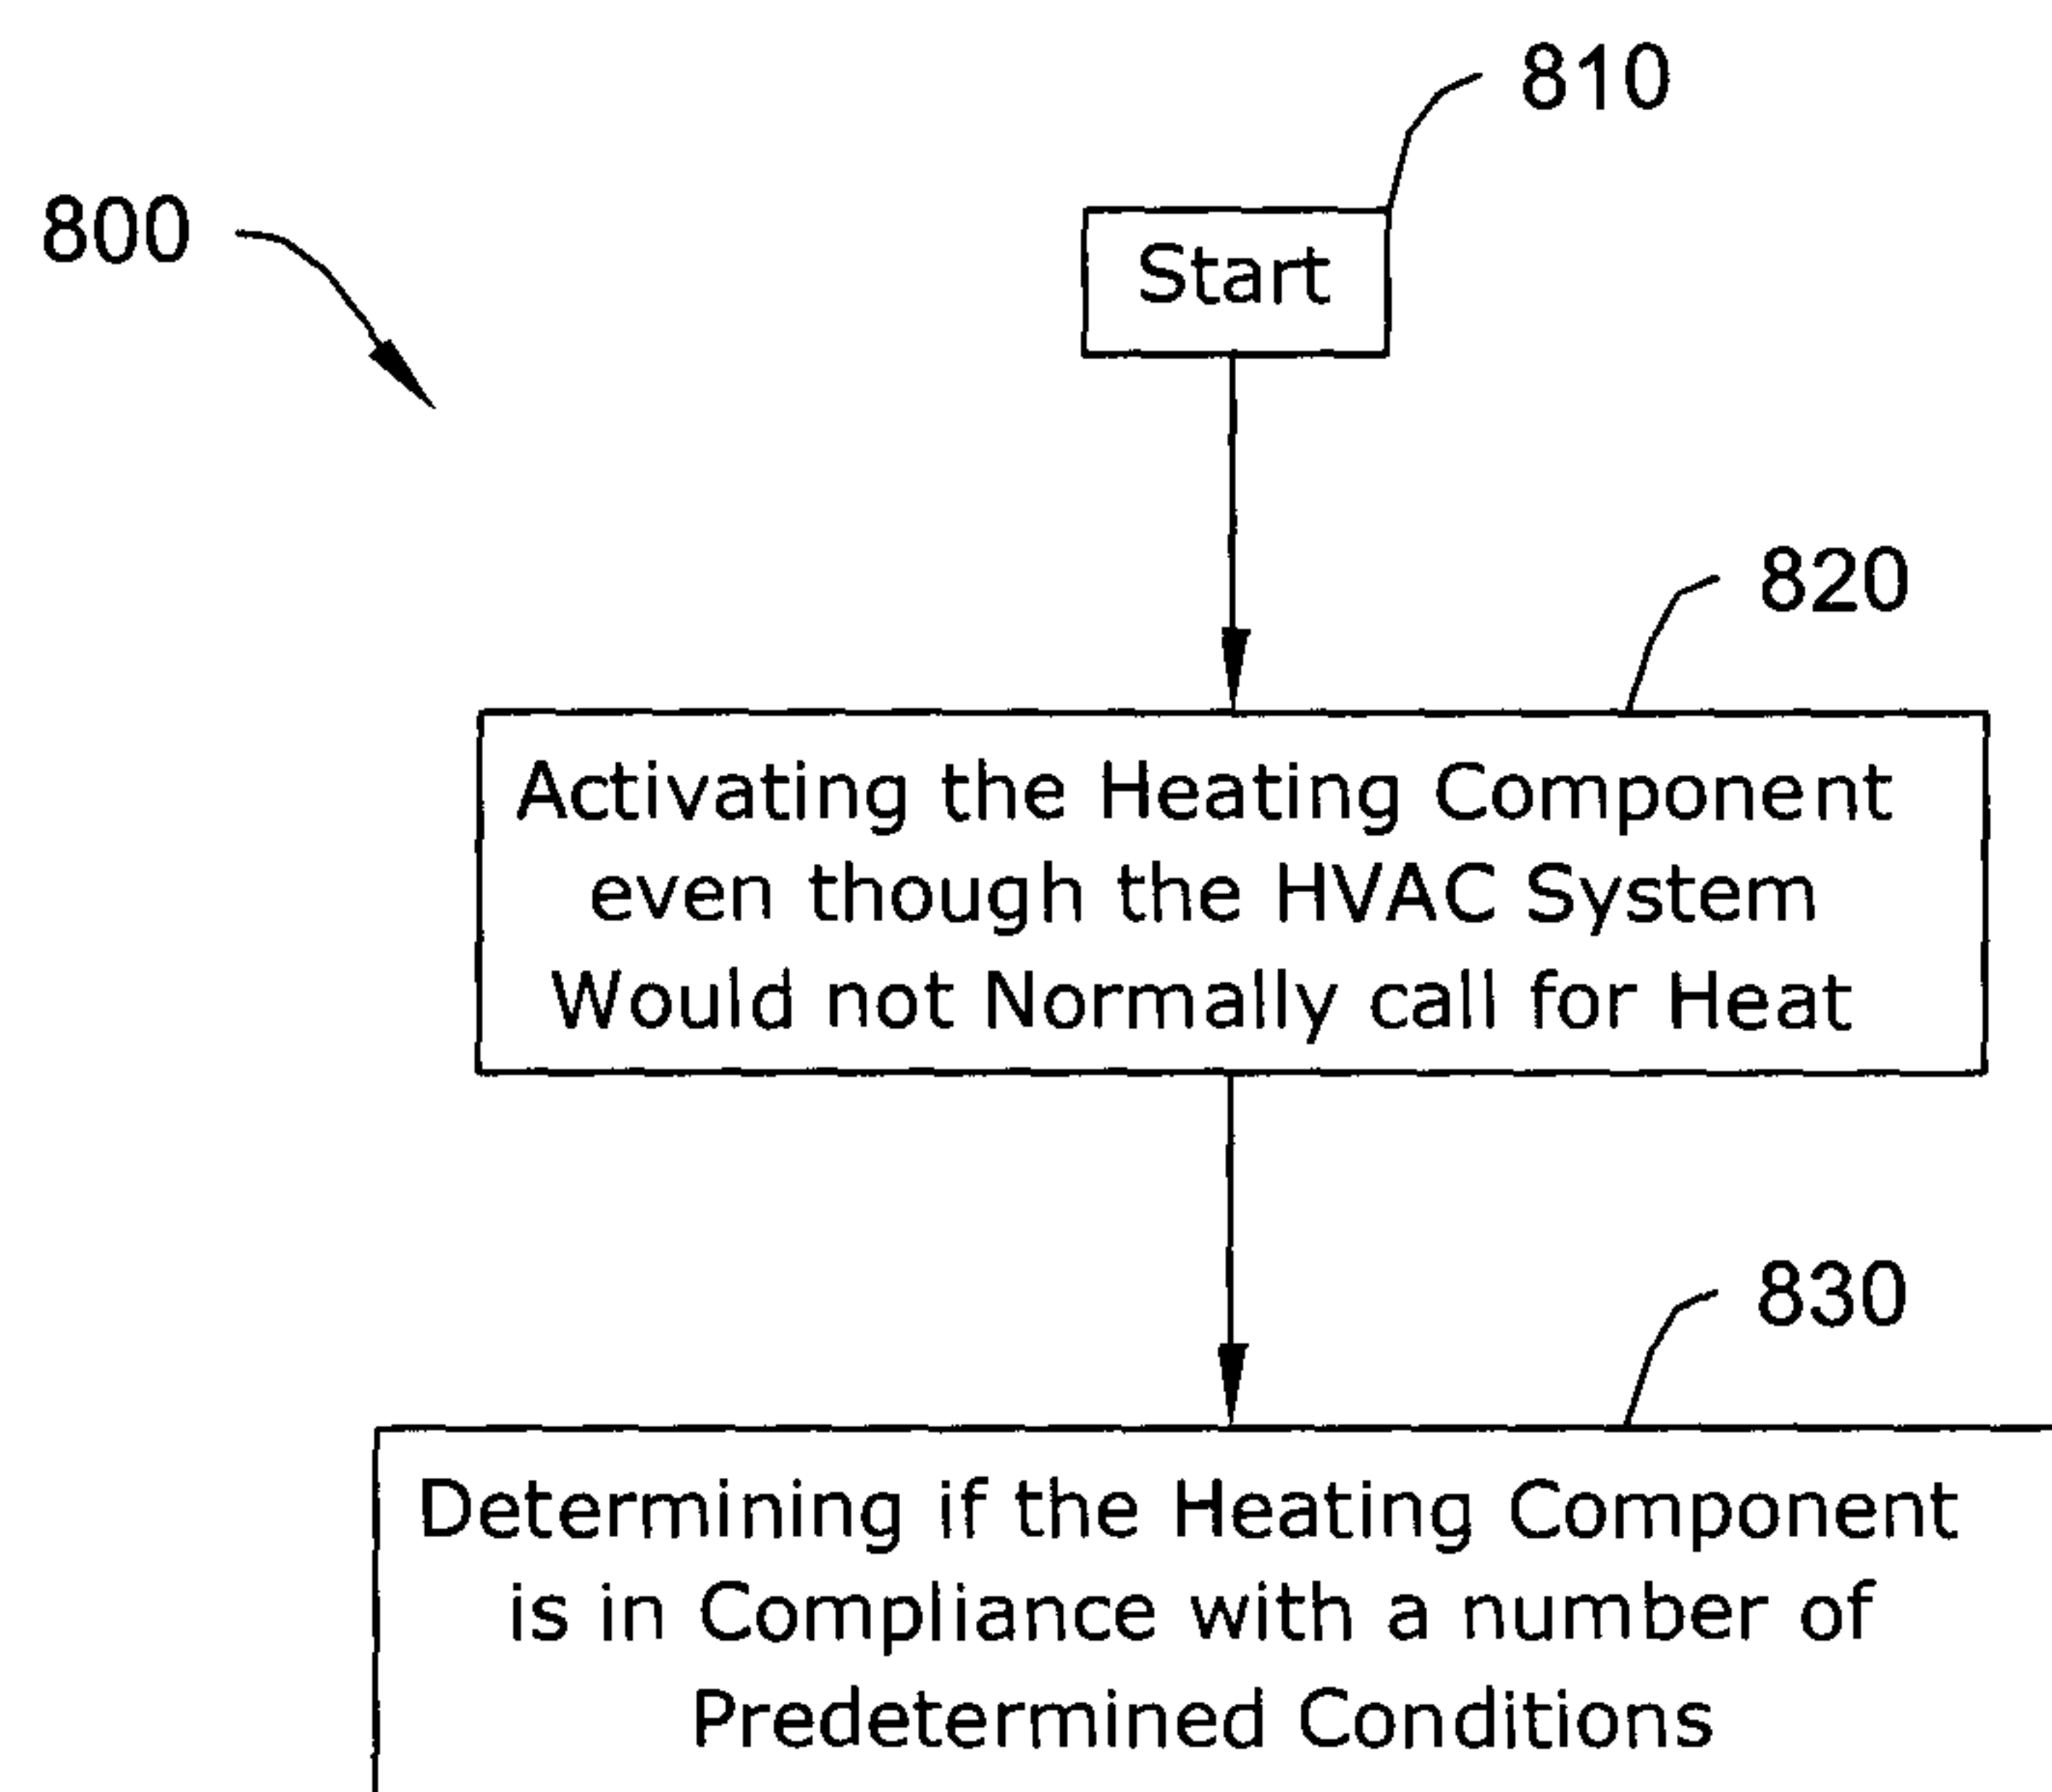 810
800
Start
820
Activating the Heating Component
even though the HVAC System
Would not Normally call for Heat
830
Determining if the Heating Component
is in Compliance with a number of
Predetermined Conditions